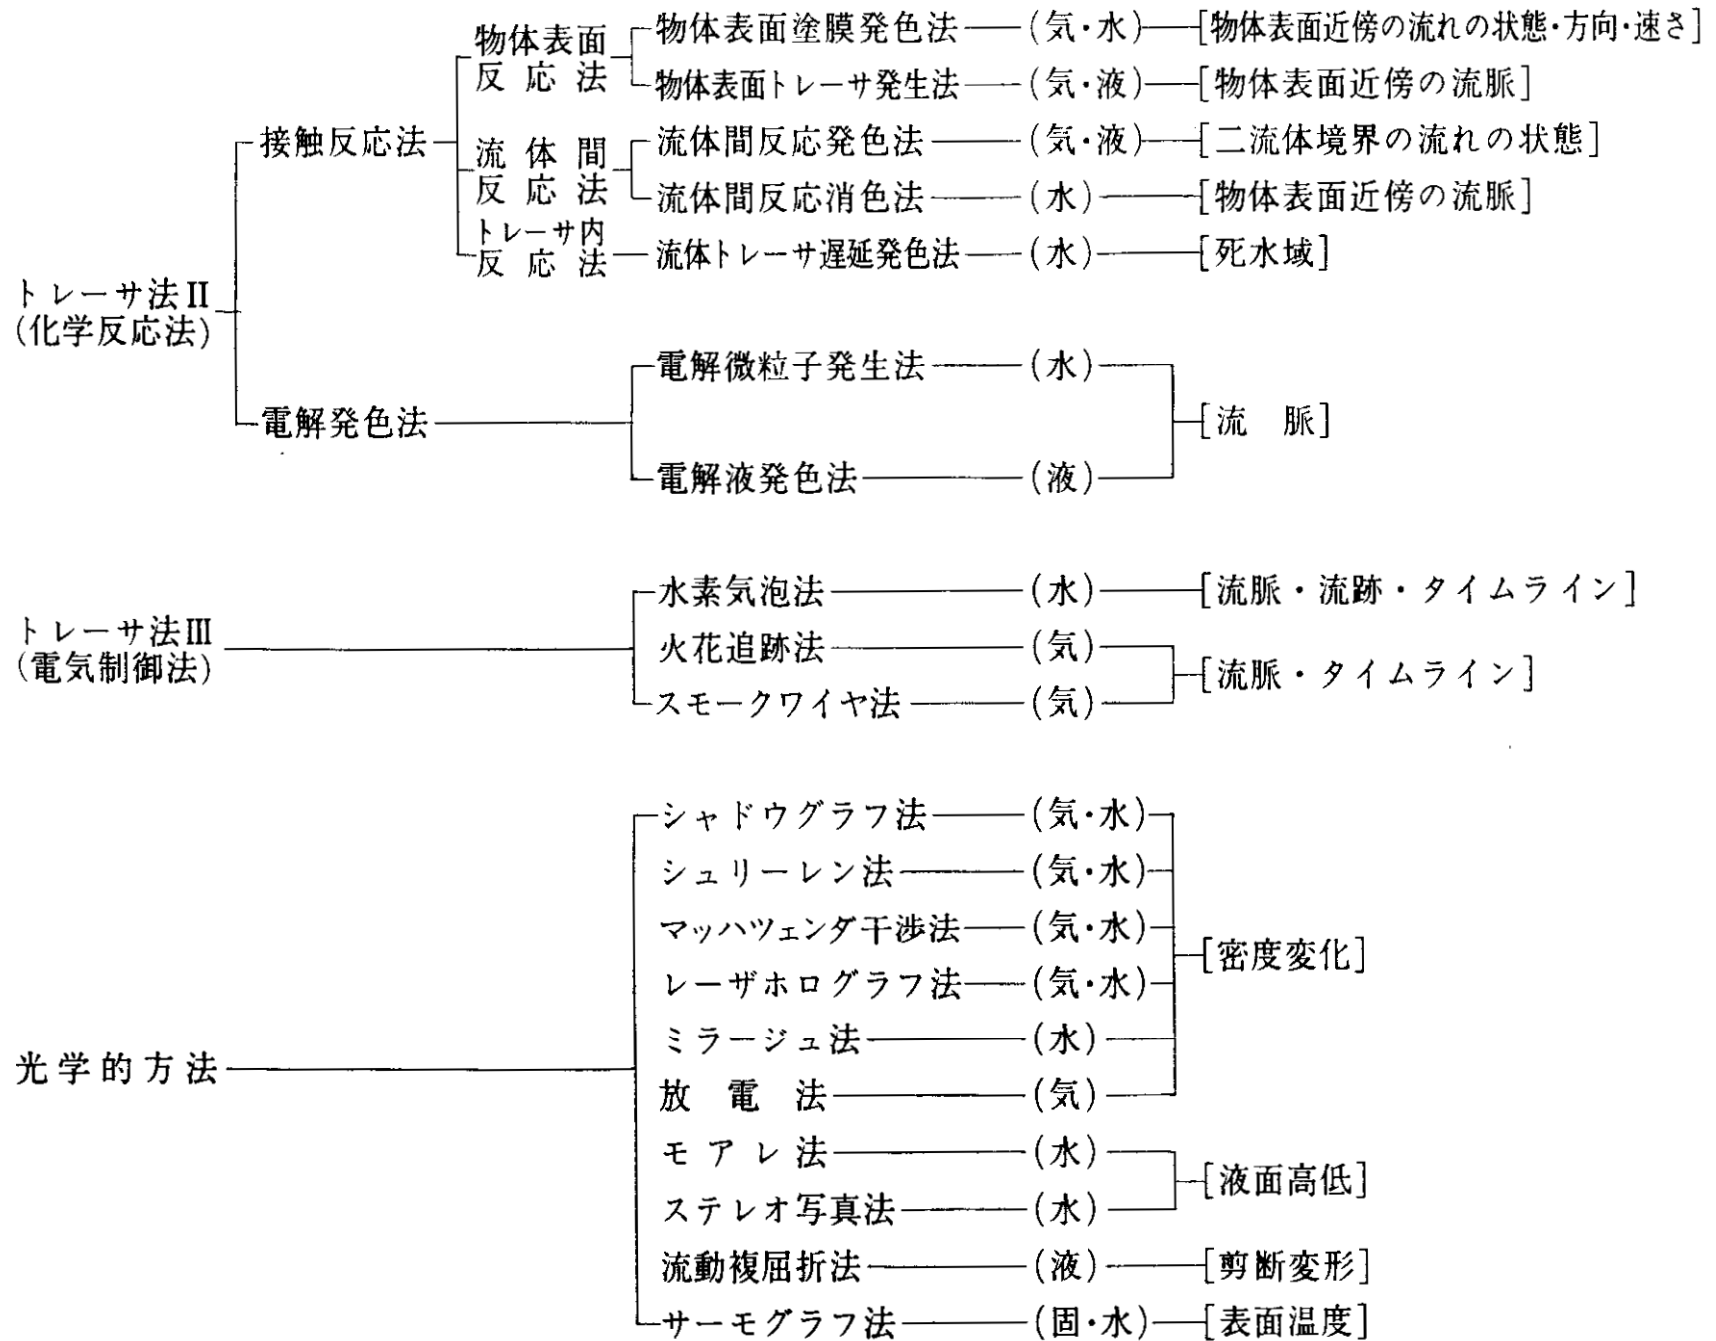 物体表面反応法
物体表面塗膜発色法 (気・水) [物体表面近傍の流れの状態・方向・速さ]
物体表面トレーサ発生法 (気・液) [物体表面近傍の流脈]
接触反応法
流体間反応法
流体間反応発色法 (気・液) [二流体境界の流れの状態]
流体間反応消色法 (水) [物体表面近傍の流脈]
トレーサ内反応法
流体トレーサ遅延発色法 (水) [死水域]
トレーサ法II
(化学反応法)
電解微粒子発生法 (水)
電解発色法
[流 脈]
電解液発色法 (液)
水素気泡法 (水) [流脈・流跡・タイムライン]
トレーサ法III
(電気制御法)
火花追跡法 (気)
[流脈・タイムライン]
スモークワイヤ法 (気)
シャドウグラフ法 (気・水)
シュリーレン法 (気・水)
マッハツェンダ干渉法 (気・水)
[密度変化]
レーザホログラフ法 (気・水)
ミラージュ法 (水)
光学的方法
放電法 (気)
モアレ法 (水)
[液面高低]
ステレオ写真法 (水)
流動複屈折法 (液) [剪断変形]
サーモグラフ法 (固・水) [表面温度]